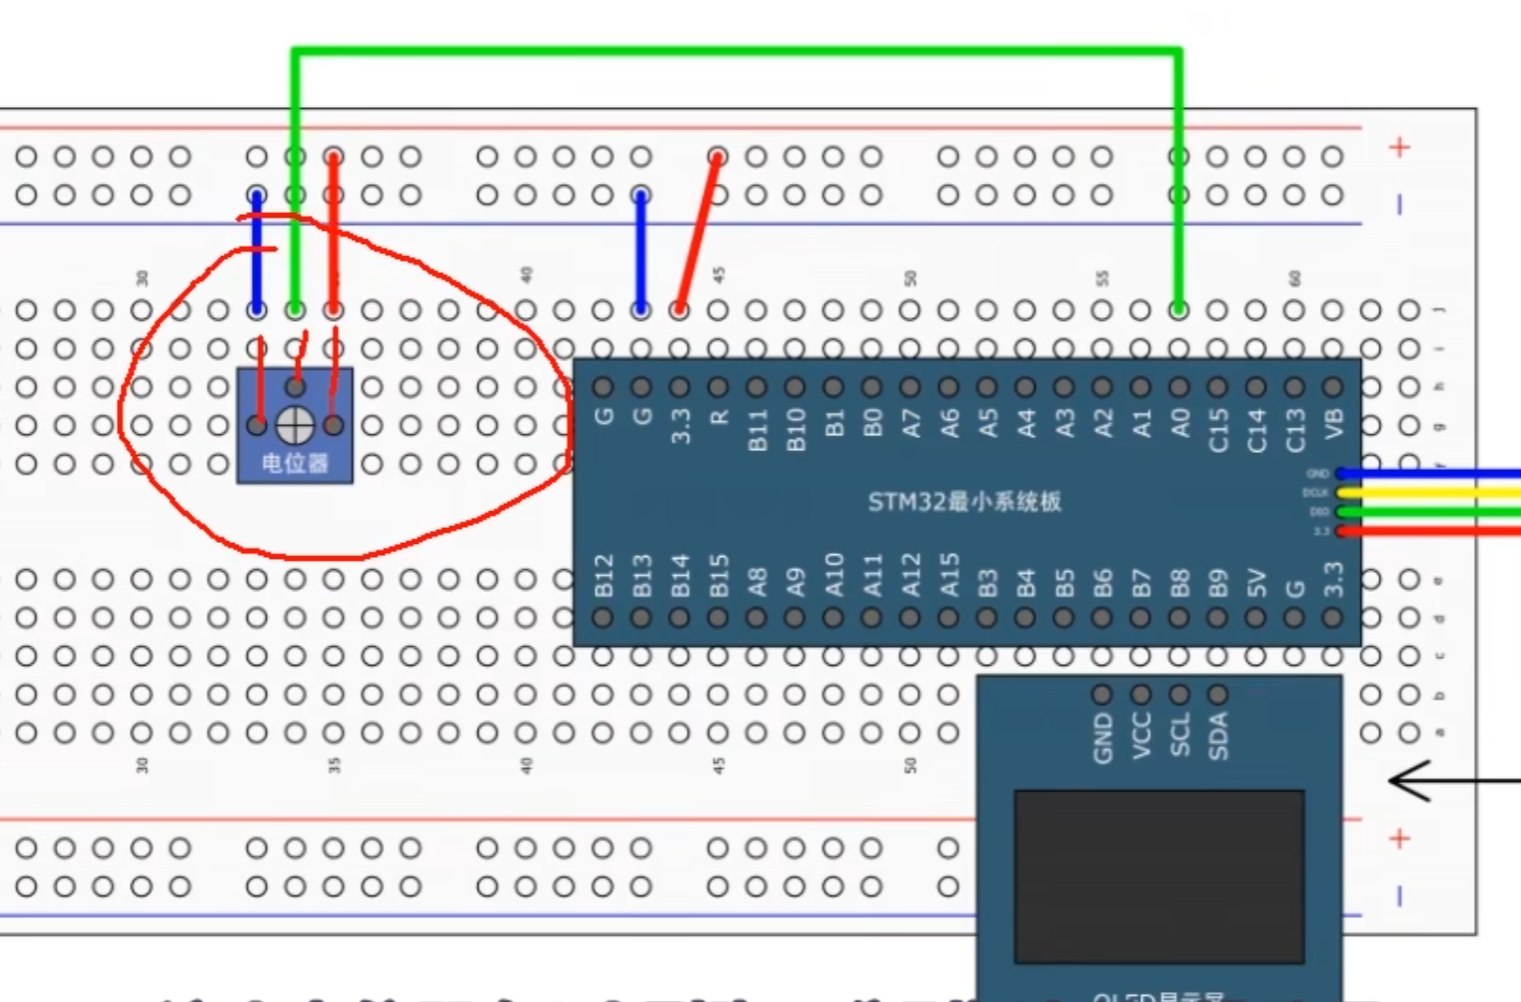 +
−
30 40 45 50 55 60
j
i
h
G G 3.3 R B11 B10 B1 B0 A7 A6 A5 A4 A3 A2 A1 A0 C15 C14 C13 VB
g
电位器
f
GND
DCLK
DIO
3.3
STM32最小系统板
B12 B13 B14 B15 A8 A9 A10 A11 A12 A15 B3 B4 B5 B6 B7 B8 B9 5V G 3.3
e
d
c
b
GND VCC SCL SDA
a
30 35 40 45 50
+
−
OLED显示屏